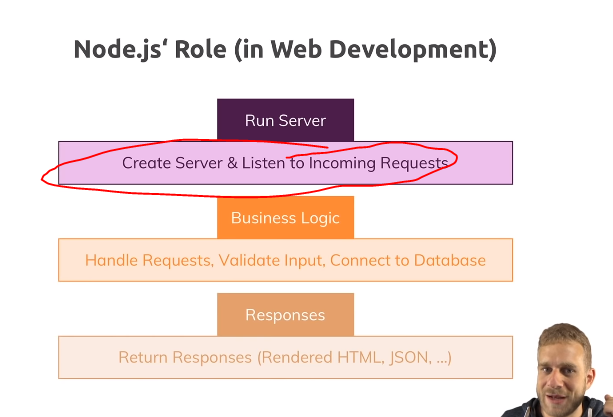 Node.js‘ Role (in Web Development)
Run Server
Create Server & Listen to Incoming Requests
Business Logic
Handle Requests, Validate Input, Connect to Database
Responses
Return Responses (Rendered HTML, JSON, ...)